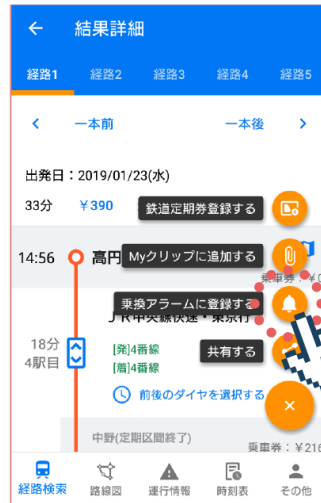 結果詳細
経路1 経路2 経路3 経路4 経路5
一本前 一本後
出発日：2019/01/23(水)
33分 ￥390 鉄道定期券登録する
14:56 高円 Myクリップに追加する
乗車券：￥0
乗換アラームに登録する
ＪＲ中央線快速・東京行
18分 [発]4番線 共有する
4駅目 [着]4番線
前後のダイヤを選択する
中野(定期区間終了)
乗車券：￥216
経路検索 路線図 運行情報 時刻表 その他